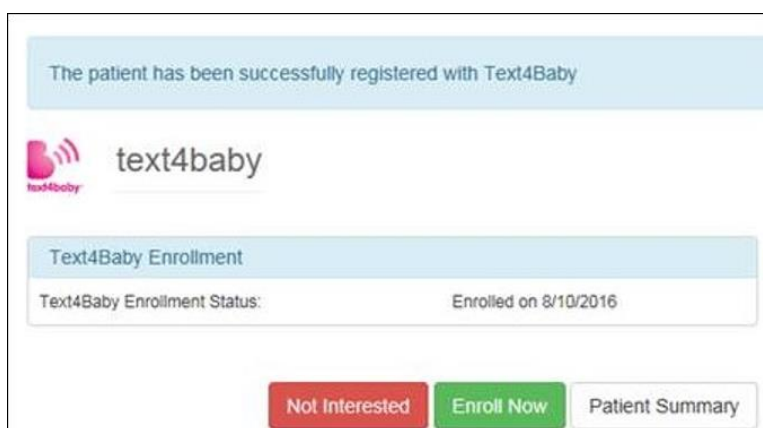 The patient has been successfully registered with Text4Baby
text4baby
text4baby
Text4Baby Enrollment
Text4Baby Enrollment Status: Enrolled on 8/10/2016
Not Interested Enroll Now Patient Summary